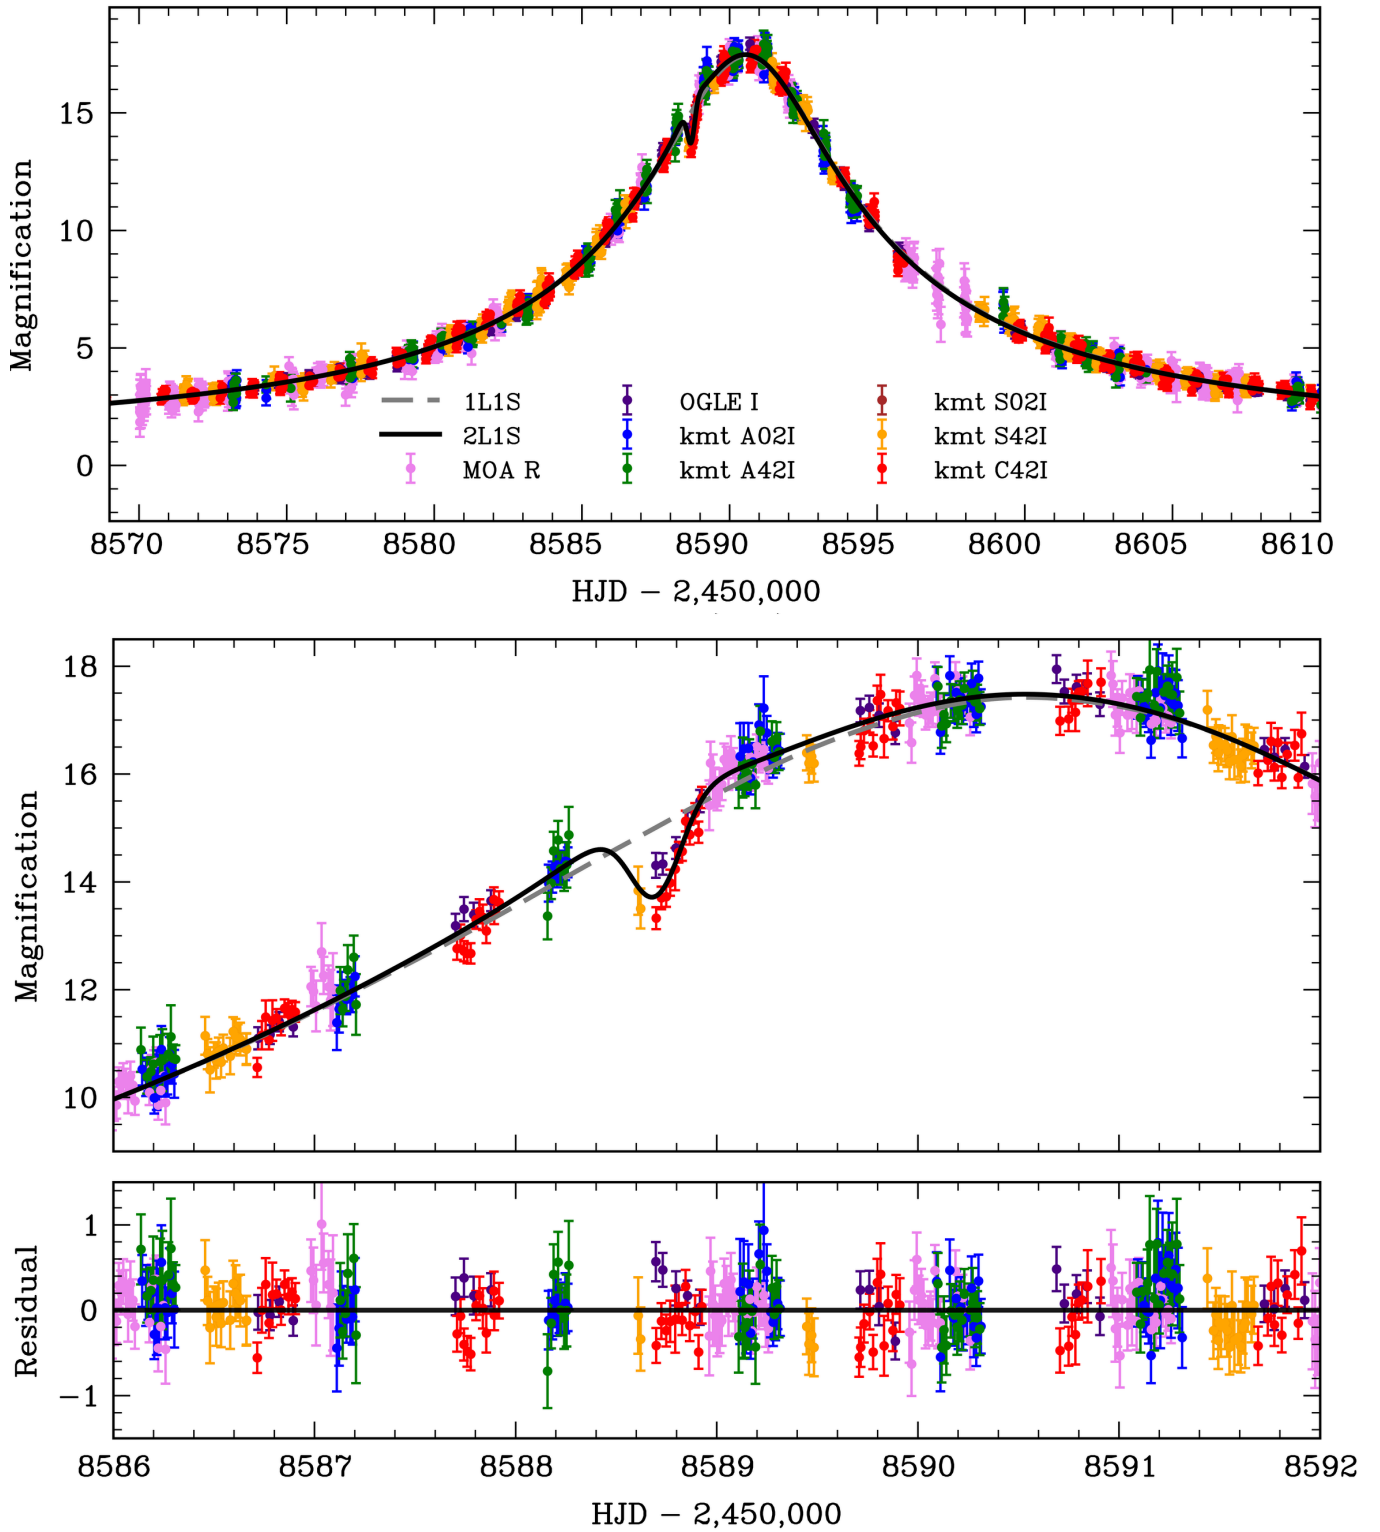 Magnification
15
10
5
0
1L1S
2L1S
MOA R
OGLE I
kmt A02I
kmt A42I
kmt S02I
kmt S42I
kmt C42I
8570 8575 8580 8585 8590 8595 8600 8605 8610
HJD − 2,450,000
Magnification
18
16
14
12
10
Residual
1
0
−1
8586 8587 8588 8589 8590 8591 8592
HJD − 2,450,000